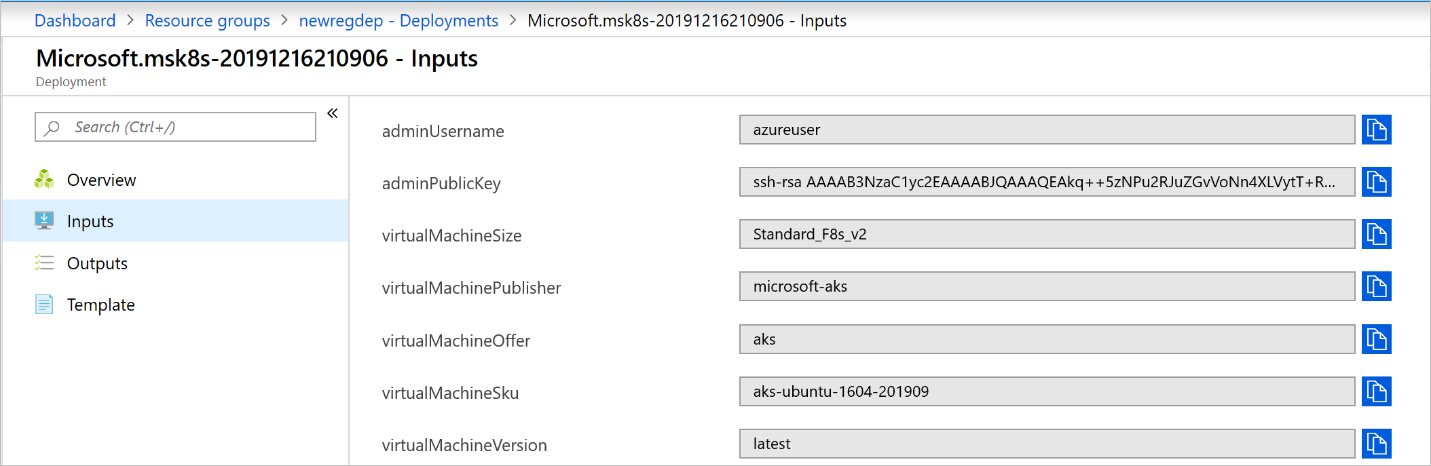 Dashboard > Resource groups > newregdep - Deployments > Microsoft.msk8s-20191216210906 - Inputs
Microsoft.msk8s-20191216210906 - Inputs
Deployment
Search (Ctrl+/)
«
Overview
Inputs
Outputs
Template
adminUsername azureuser
adminPublicKey ssh-rsa AAAAB3NzaC1yc2EAAAABJQAAAQEAkq++5zNPu2RJuZGvVoNn4XLVytT+R...
virtualMachineSize Standard_F8s_v2
virtualMachinePublisher microsoft-aks
virtualMachineOffer aks
virtualMachineSku aks-ubuntu-1604-201909
virtualMachineVersion latest